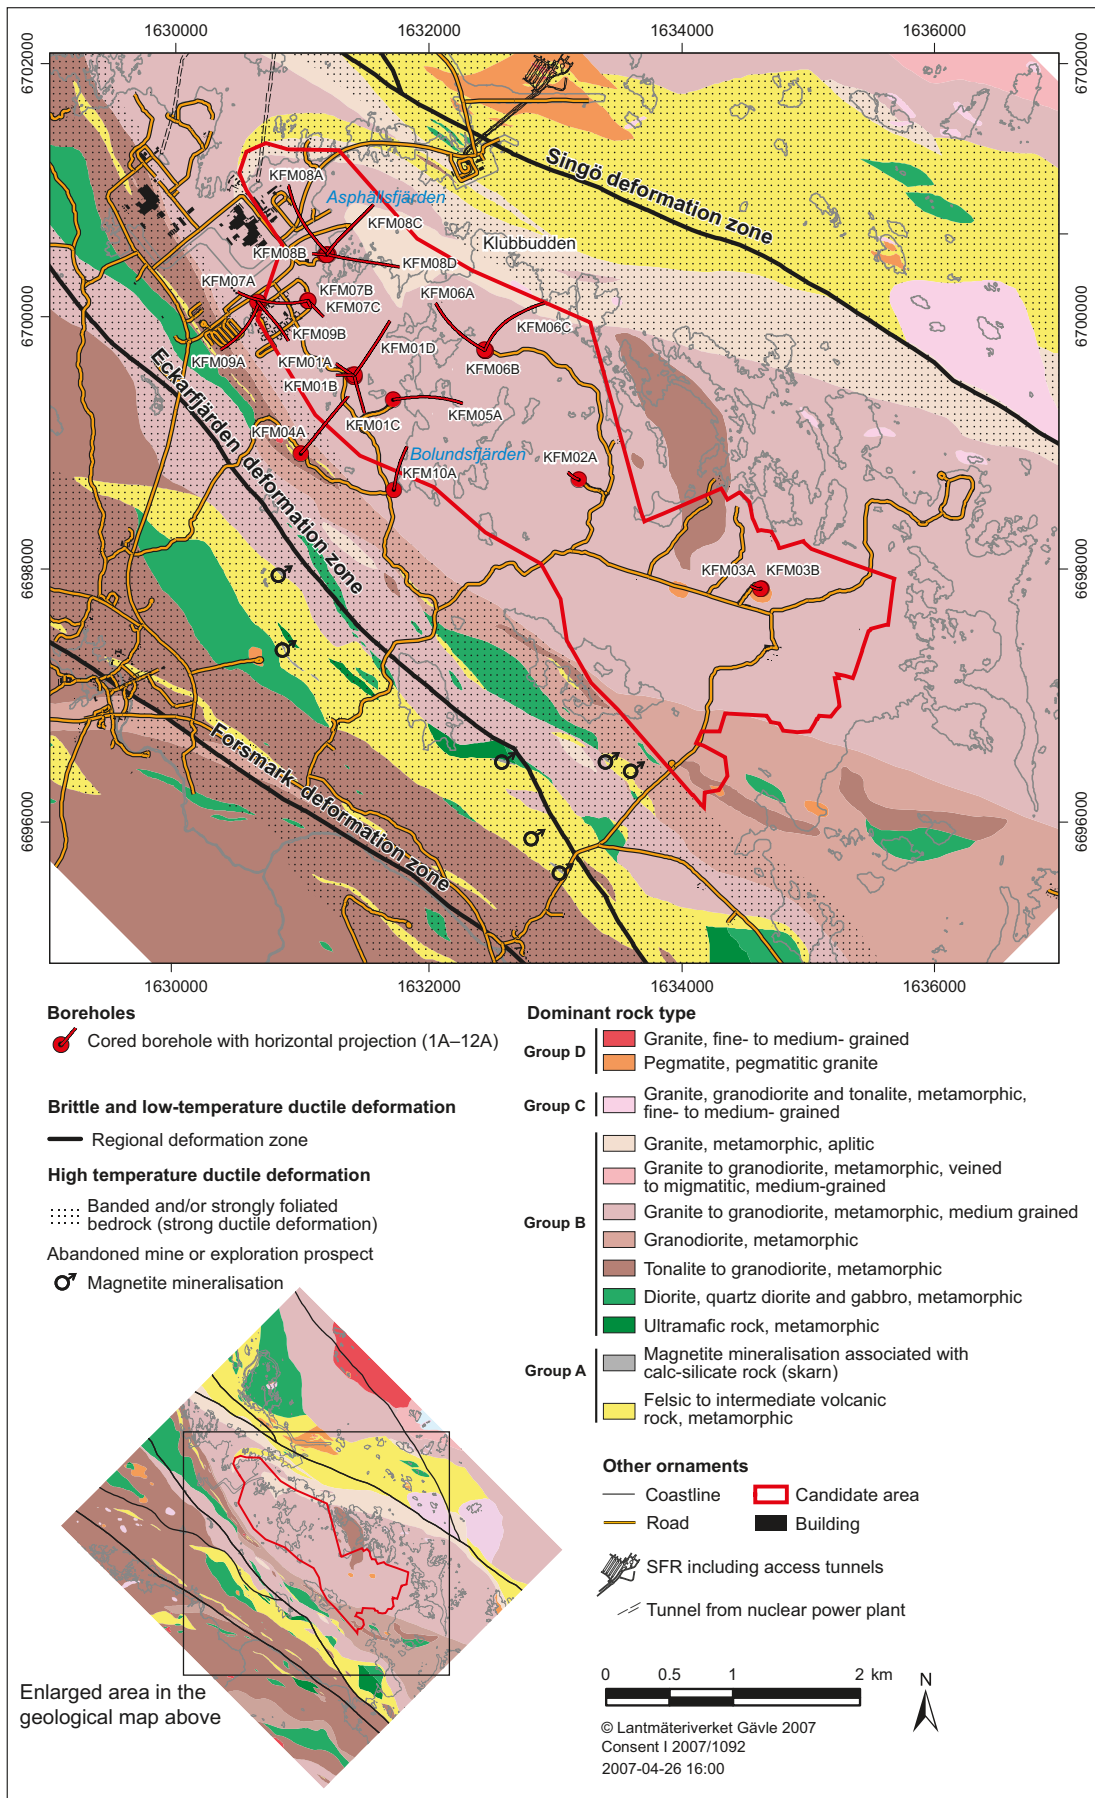 1630000
1632000
1634000
1636000
6702000
6702000
KFM08A
Asphällsfjärden
Singö deformation zone
KFM08C
Klubbudden
KFM08B
KFM08D
KFM07A
KFM07B
KFM06A
KFM07C
KFM06C
6700000
6700000
KFM09B
KFM01D
KFM09A
KFM01A
KFM06B
KFM01B
Eckarfjärden deformation zone
KFM05A
KFM01C
KFM04A
Bolundsfjärden
KFM02A
KFM10A
6698000
6698000
KFM03A
KFM03B
Forsmark deformation zone
6696000
6696000
1630000
1632000
1634000
1636000
Boreholes
Cored borehole with horizontal projection (1A–12A)
Brittle and low-temperature ductile deformation
Regional deformation zone
High temperature ductile deformation
Banded and/or strongly foliated
bedrock (strong ductile deformation)
Abandoned mine or exploration prospect
Magnetite mineralisation
Dominant rock type
Group D
Granite, fine- to medium- grained
Pegmatite, pegmatitic granite
Group C
Granite, granodiorite and tonalite, metamorphic,
fine- to medium- grained
Group B
Granite, metamorphic, aplitic
Granite to granodiorite, metamorphic, veined
to migmatitic, medium-grained
Granite to granodiorite, metamorphic, medium grained
Granodiorite, metamorphic
Tonalite to granodiorite, metamorphic
Diorite, quartz diorite and gabbro, metamorphic
Ultramafic rock, metamorphic
Group A
Magnetite mineralisation associated with
calc-silicate rock (skarn)
Felsic to intermediate volcanic
rock, metamorphic
Other ornaments
Coastline
Candidate area
Road
Building
SFR including access tunnels
Tunnel from nuclear power plant
Enlarged area in the
geological map above
0 0.5 1 2 km
N
© Lantmäteriverket Gävle 2007
Consent I 2007/1092
2007-04-26 16:00